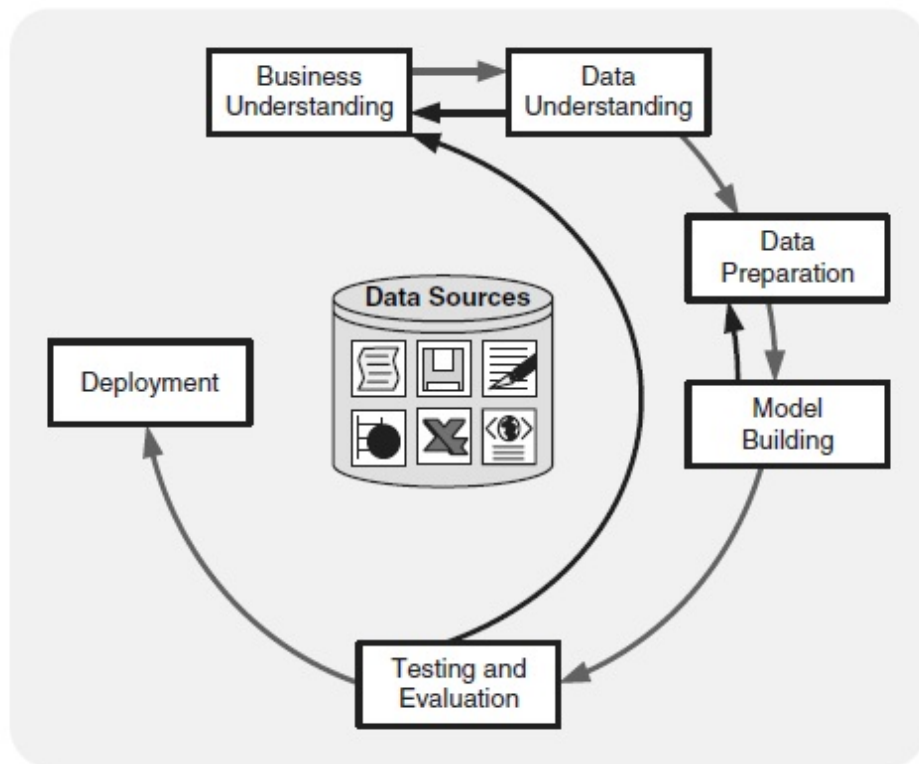 Business
Understanding
Data
Understanding
Data
Preparation
Data Sources
Deployment
Model
Building
Testing and
Evaluation